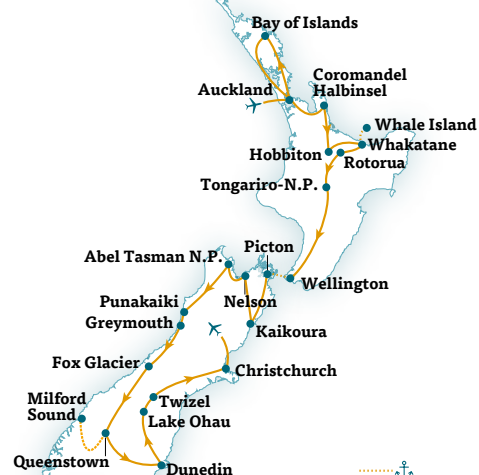 Bay of Islands
Auckland
Coromandel
Halbinsel
Whale Island
Whakatane
Hobbiton
Rotorua
Tongariro-N.P.
Picton
Abel Tasman N.P.
Wellington
Nelson
Punakaiki
Greymouth
Kaikoura
Fox Glacier
Christchurch
Milford
Sound
Twizel
Lake Ohau
Queenstown
Dunedin